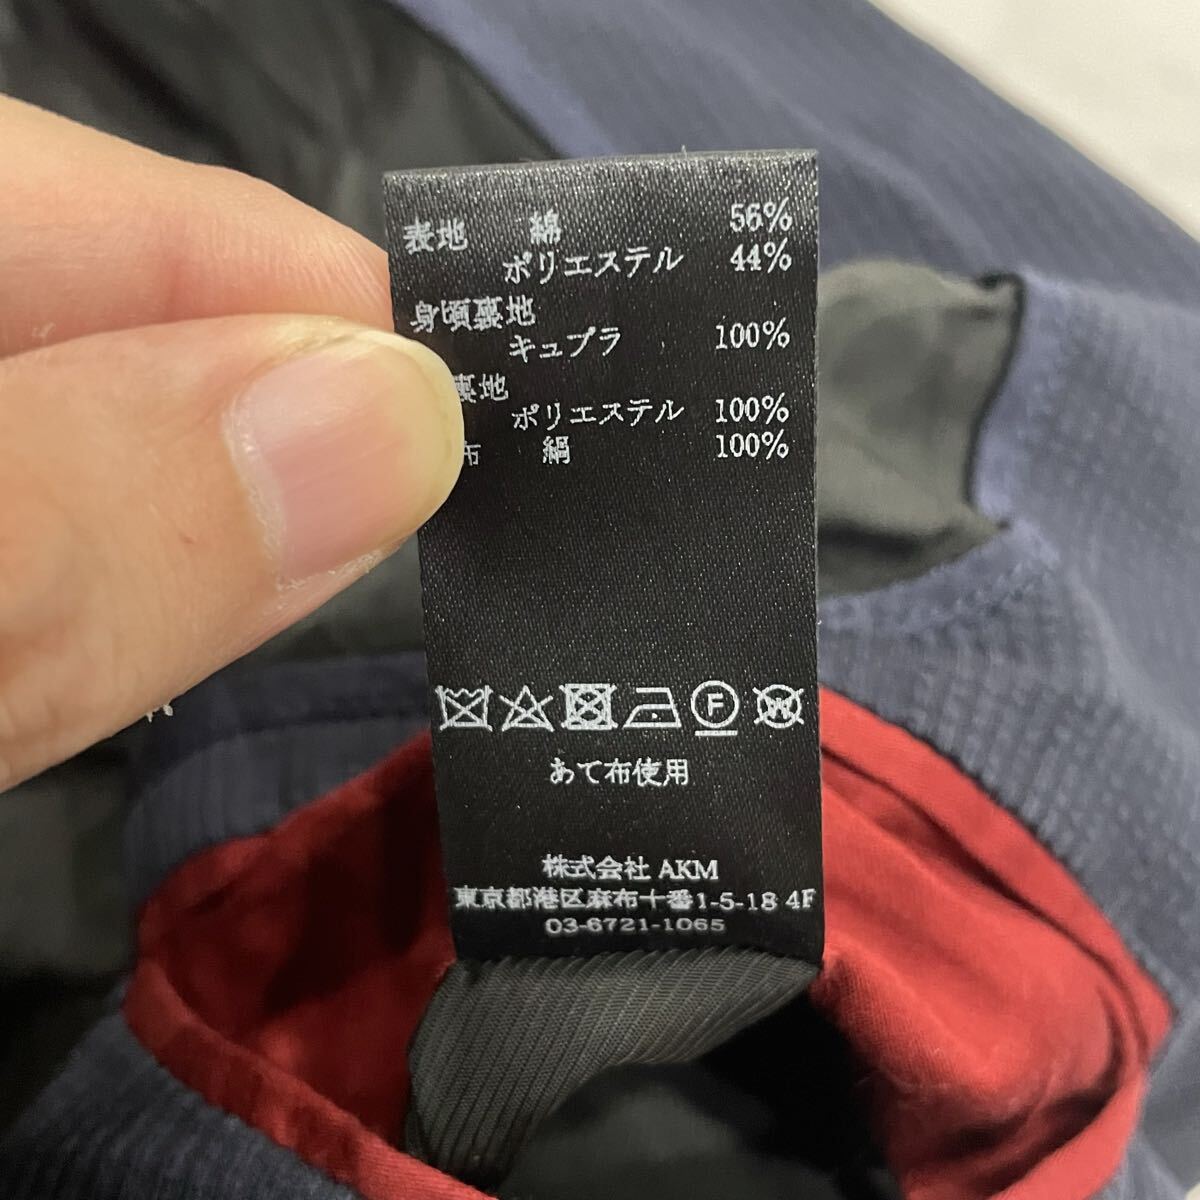 表地 綿 56%
ポリエステル 44%
身頃裏地
キュプラ 100%
裏地
ポリエステル 100%
布 絹 100%
F W
あて布使用
株式会社 AKM
東京都港区麻布十番1-5-18 4F
03-6721-1065